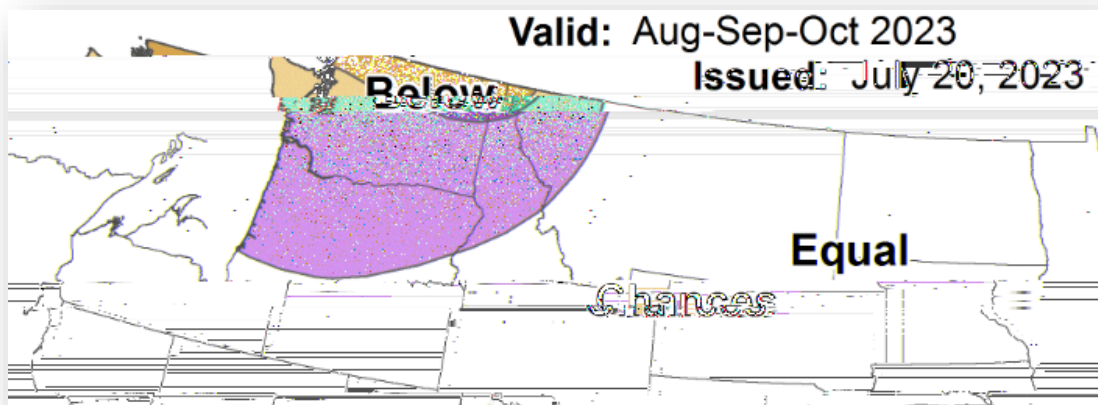 Valid: Aug-Sep-Oct 2023
Issued: July 20, 2023
Below
Equal
Chances